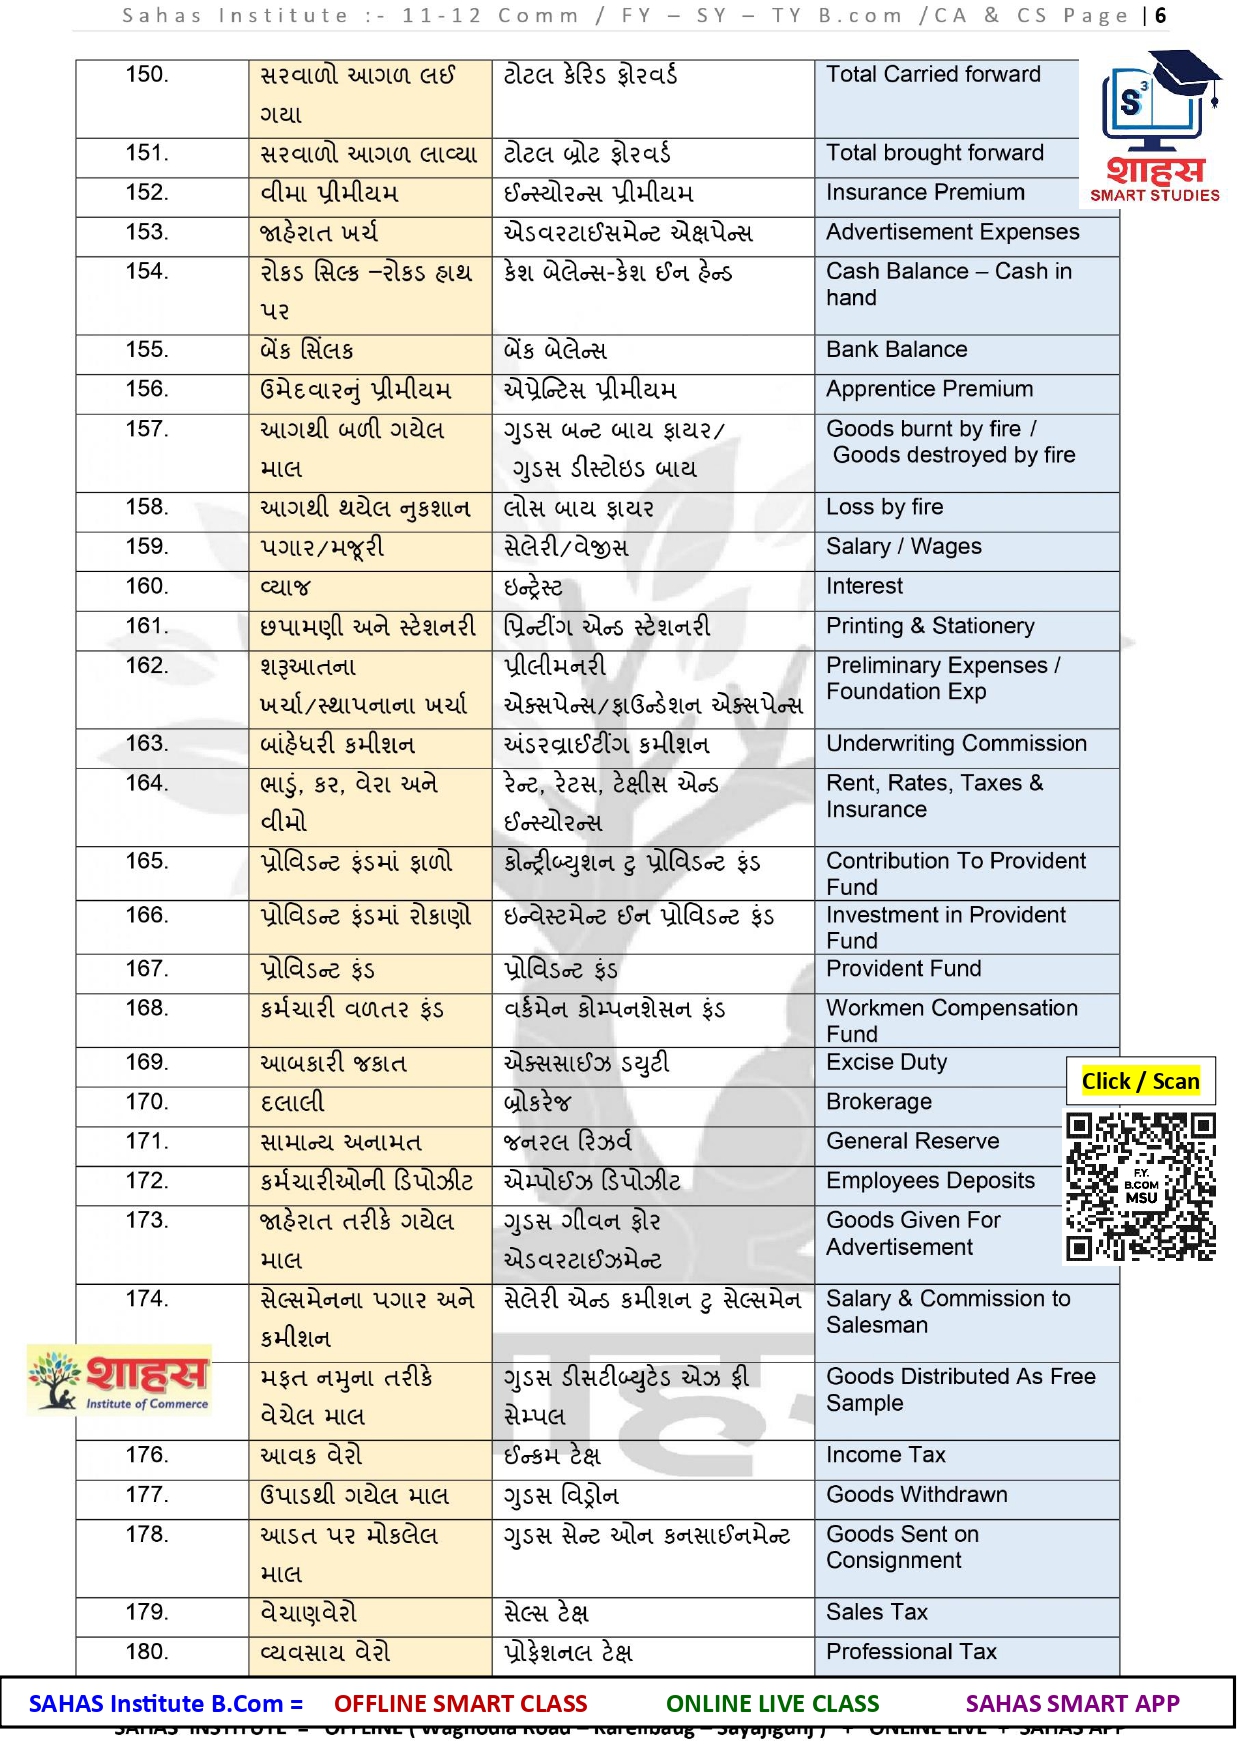 Sahas Institute :- 11-12 Comm / FY – SY – TY B.com /CA & CS Page | 6
S3
शाहस
SMART STUDIES
150. સરવાળો આગળ લઈ ટોટલ કેરિડ ફોરવર્ડ Total Carried forward
ગયા
151. સરવાળો આગળ લાવ્યા ટોટલ બ્રોટ ફોરવર્ડ Total brought forward
152. વીમા પ્રીમીયમ ઈન્સ્યોરન્સ પ્રીમીયમ Insurance Premium
153. જાહેરાત ખર્ચ એડવરટાઈસમેન્ટ એક્ષપેન્સ Advertisement Expenses
154. રોકડ સિલ્ક –રોકડ હાથ કેશ બેલેન્સ-કેશ ઈન હેન્ડ Cash Balance – Cash in
પર hand
155. બેંક સિંલક બેંક બેલેન્સ Bank Balance
156. ઉમેદવારનું પ્રીમીયમ એપ્રેન્ટિસ પ્રીમીયમ Apprentice Premium
157. આગથી બળી ગયેલ ગુડસ બન્ટ બાય ફાયર/ Goods burnt by fire /
માલ ગુડસ ડીસ્ટોઇડ બાય Goods destroyed by fire
158. આગથી થયેલ નુકશાન લોસ બાય ફાયર Loss by fire
159. પગાર/મજૂરી સેલેરી/વેજીસ Salary / Wages
160. વ્યાજ ઇન્ટ્રેસ્ટ Interest
161. છપામણી અને સ્ટેશનરી પ્રિન્ટીંગ એન્ડ સ્ટેશનરી Printing & Stationery
162. શરૂઆતના પ્રીલીમનરી Preliminary Expenses /
ખર્ચા/સ્થાપનાના ખર્ચા એક્સપેન્સ/ફાઉન્ડેશન એક્સપેન્સ Foundation Exp
163. બાંહેધરી કમીશન અંડરવ્રાઈટીંગ કમીશન Underwriting Commission
164. ભાડું, કર, વેરા અને રેન્ટ, રેટસ, ટેક્ષીસ એન્ડ Rent, Rates, Taxes &
વીમો ઈન્સ્યોરન્સ Insurance
165. પ્રોવિડન્ટ ફંડમાં ફાળો કોન્ટ્રીબ્યુશન ટુ પ્રોવિડન્ટ ફંડ Contribution To Provident
Fund
166. પ્રોવિડન્ટ ફંડમાં રોકાણો ઇન્વેસ્ટમેન્ટ ઈન પ્રોવિડન્ટ ફંડ Investment in Provident
Fund
167. પ્રોવિડન્ટ ફંડ પ્રોવિડન્ટ ફંડ Provident Fund
168. કર્મચારી વળતર ફંડ વર્કમેન કોમ્પનશેસન ફંડ Workmen Compensation
Fund
169. આબકારી જકાત એક્સસાઈઝ ડયુટી Excise Duty
Click / Scan
170. દલાલી બ્રોકરેજ Brokerage
171. સામાન્ય અનામત જનરલ રિઝર્વ General Reserve
172. કર્મચારીઓની ડિપોઝીટ એમ્પોઈઝ ડિપોઝીટ Employees Deposits
F.Y.
B.COM
MSU
173. જાહેરાત તરીકે ગયેલ ગુડસ ગીવન ફોર Goods Given For
માલ એડવરટાઈઝમેન્ટ Advertisement
174. સેલ્સમેનના પગાર અને સેલેરી એન્ડ કમીશન ટુ સેલ્સમેન Salary & Commission to
કમીશન Salesman
शाहस
Institute of Commerce
મફત નમુના તરીકે ગુડસ ડીસટીબ્યુટેડ એઝ ફી Goods Distributed As Free
વેચેલ માલ સેમ્પલ Sample
176. આવક વેરો ઈન્કમ ટેક્ષ Income Tax
177. ઉપાડથી ગયેલ માલ ગુડસ વિડ્રોન Goods Withdrawn
178. આડત પર મોકલેલ ગુડસ સેન્ટ ઓન કનસાઈનમેન્ટ Goods Sent on
માલ Consignment
179. વેચાણવેરો સેલ્સ ટેક્ષ Sales Tax
180. વ્યવસાય વેરો પ્રોફેશનલ ટેક્ષ Professional Tax
SAHAS Institute B.Com = OFFLINE SMART CLASS ONLINE LIVE CLASS SAHAS SMART APP
SAHAS INSTITUTE = OFFLINE ( Waghodia Road – Karelibaug – Sayajigunj ) + ONLINE LIVE + SAHAS APP